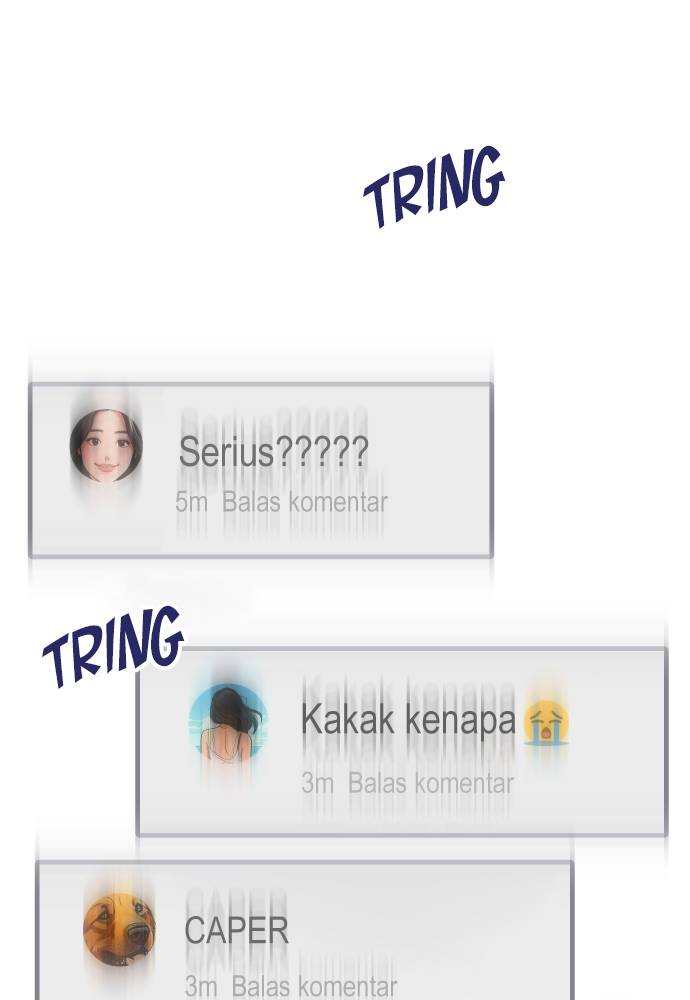 TRING
Serius?????
5m Balas komentar
TRING
Kakak kenapa😭
3m Balas komentar
CAPER
3m Balas komentar